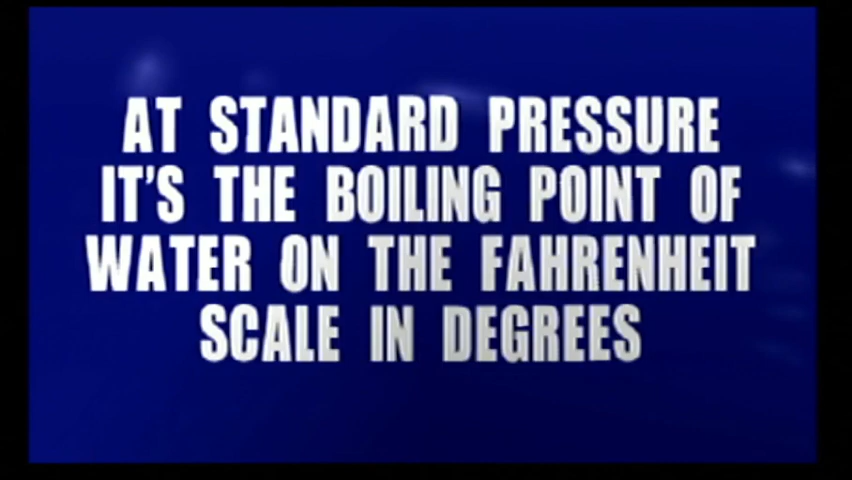 AT STANDARD PRESSURE
IT'S THE BOILING POINT OF
WATER ON THE FAHRENHEIT
SCALE IN DEGREES